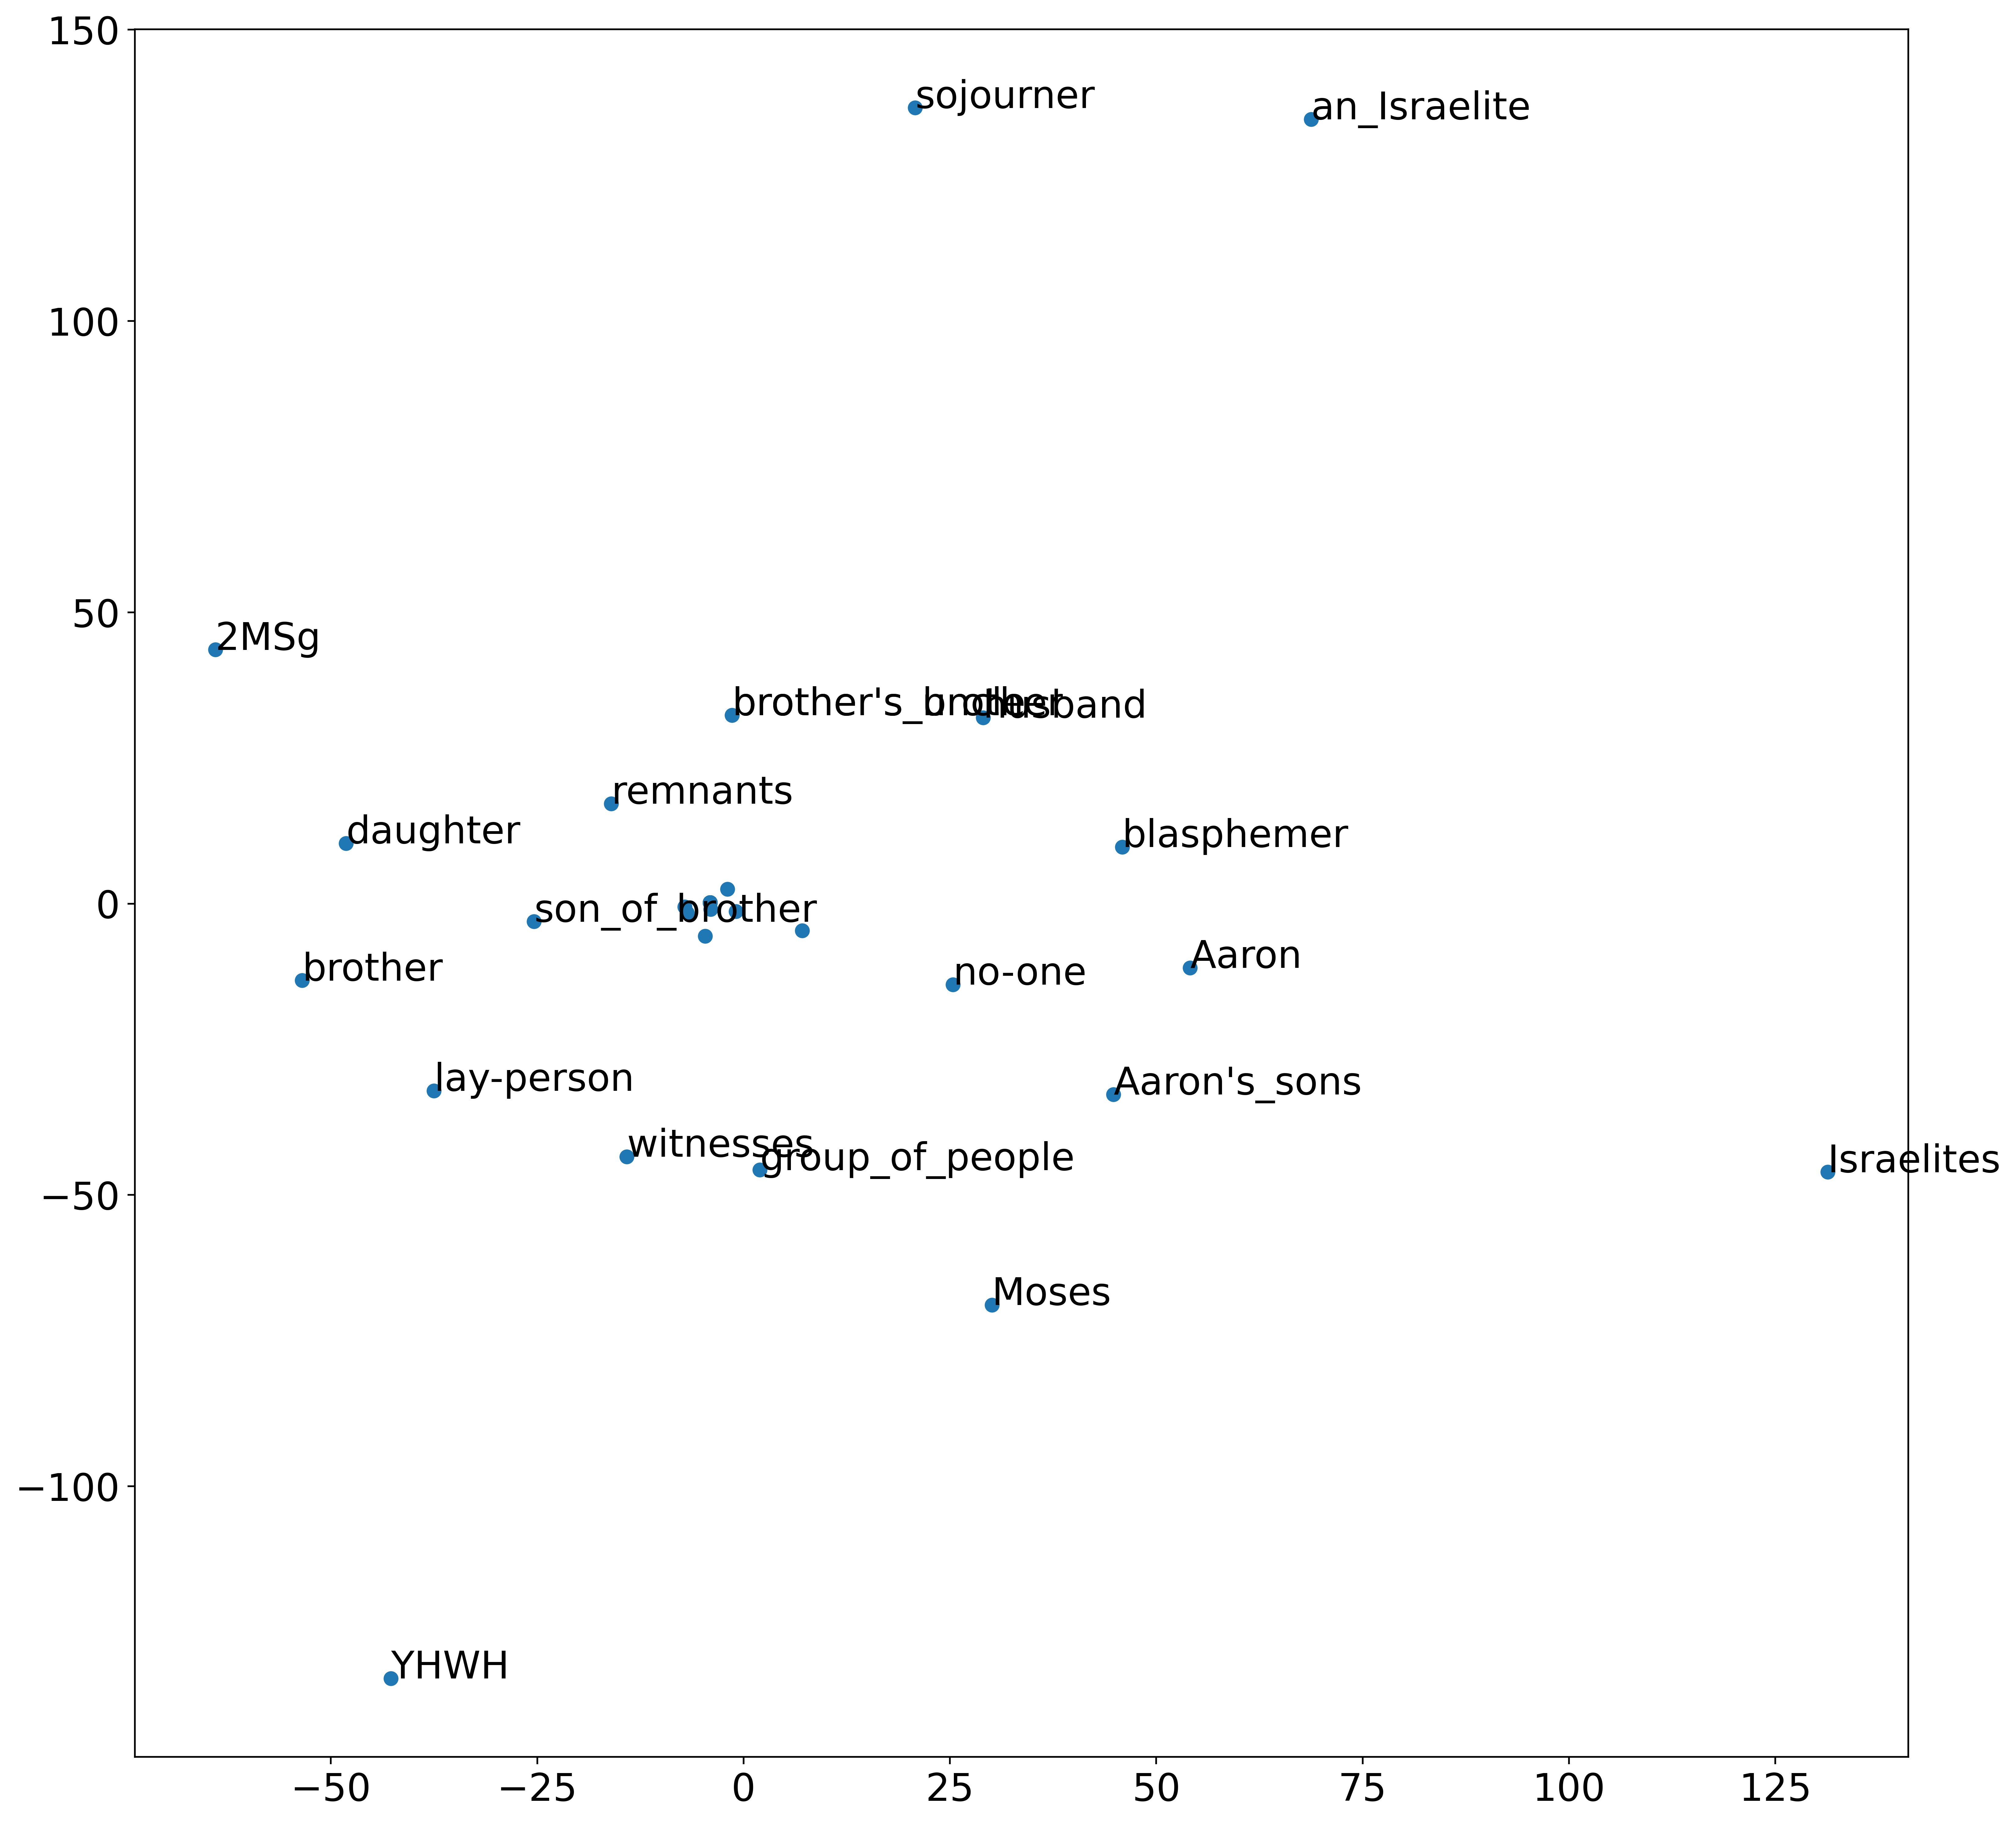 150
sojourner
an_Israelite
100
50
2MSg
brother's_brother
husband
remnants
daughter
blasphemer
0
son_of_brother
brother
no-one
Aaron
lay-person
Aaron's_sons
witnesses
group_of_people
Israelites
−50
Moses
−100
YHWH
−50
−25
0
25
50
75
100
125